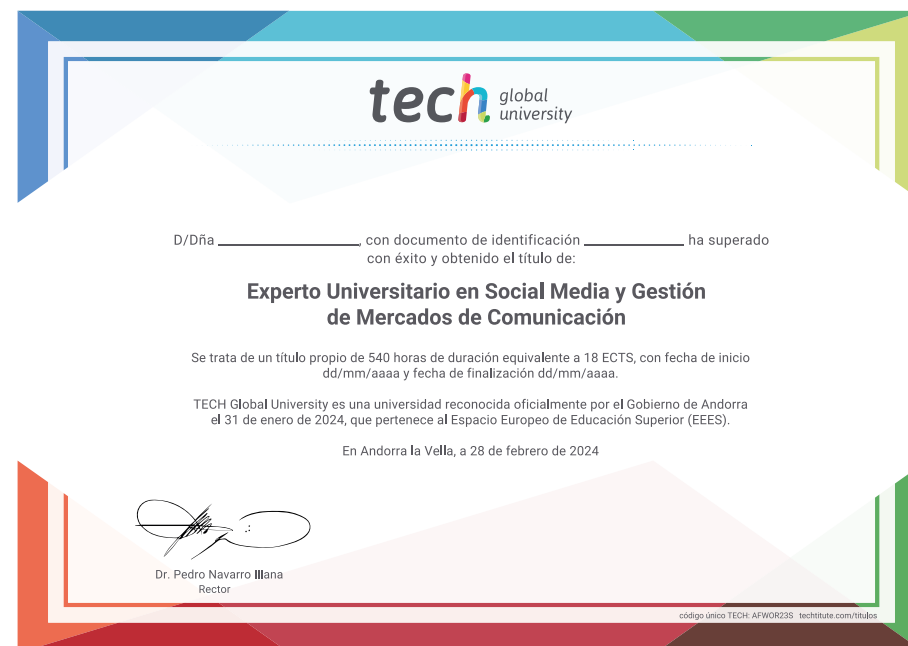 tech global university
D/Dña ____________________, con documento de identificación ______________ ha superado
con éxito y obtenido el título de:
Experto Universitario en Social Media y Gestión
de Mercados de Comunicación
Se trata de un título propio de 540 horas de duración equivalente a 18 ECTS, con fecha de inicio
dd/mm/aaaa y fecha de finalización dd/mm/aaaa.
TECH Global University es una universidad reconocida oficialmente por el Gobierno de Andorra
el 31 de enero de 2024, que pertenece al Espacio Europeo de Educación Superior (EEES).
En Andorra la Vella, a 28 de febrero de 2024
Dr. Pedro Navarro Illana
Rector
código único TECH: AFWOR23S techtitute.com/titulos